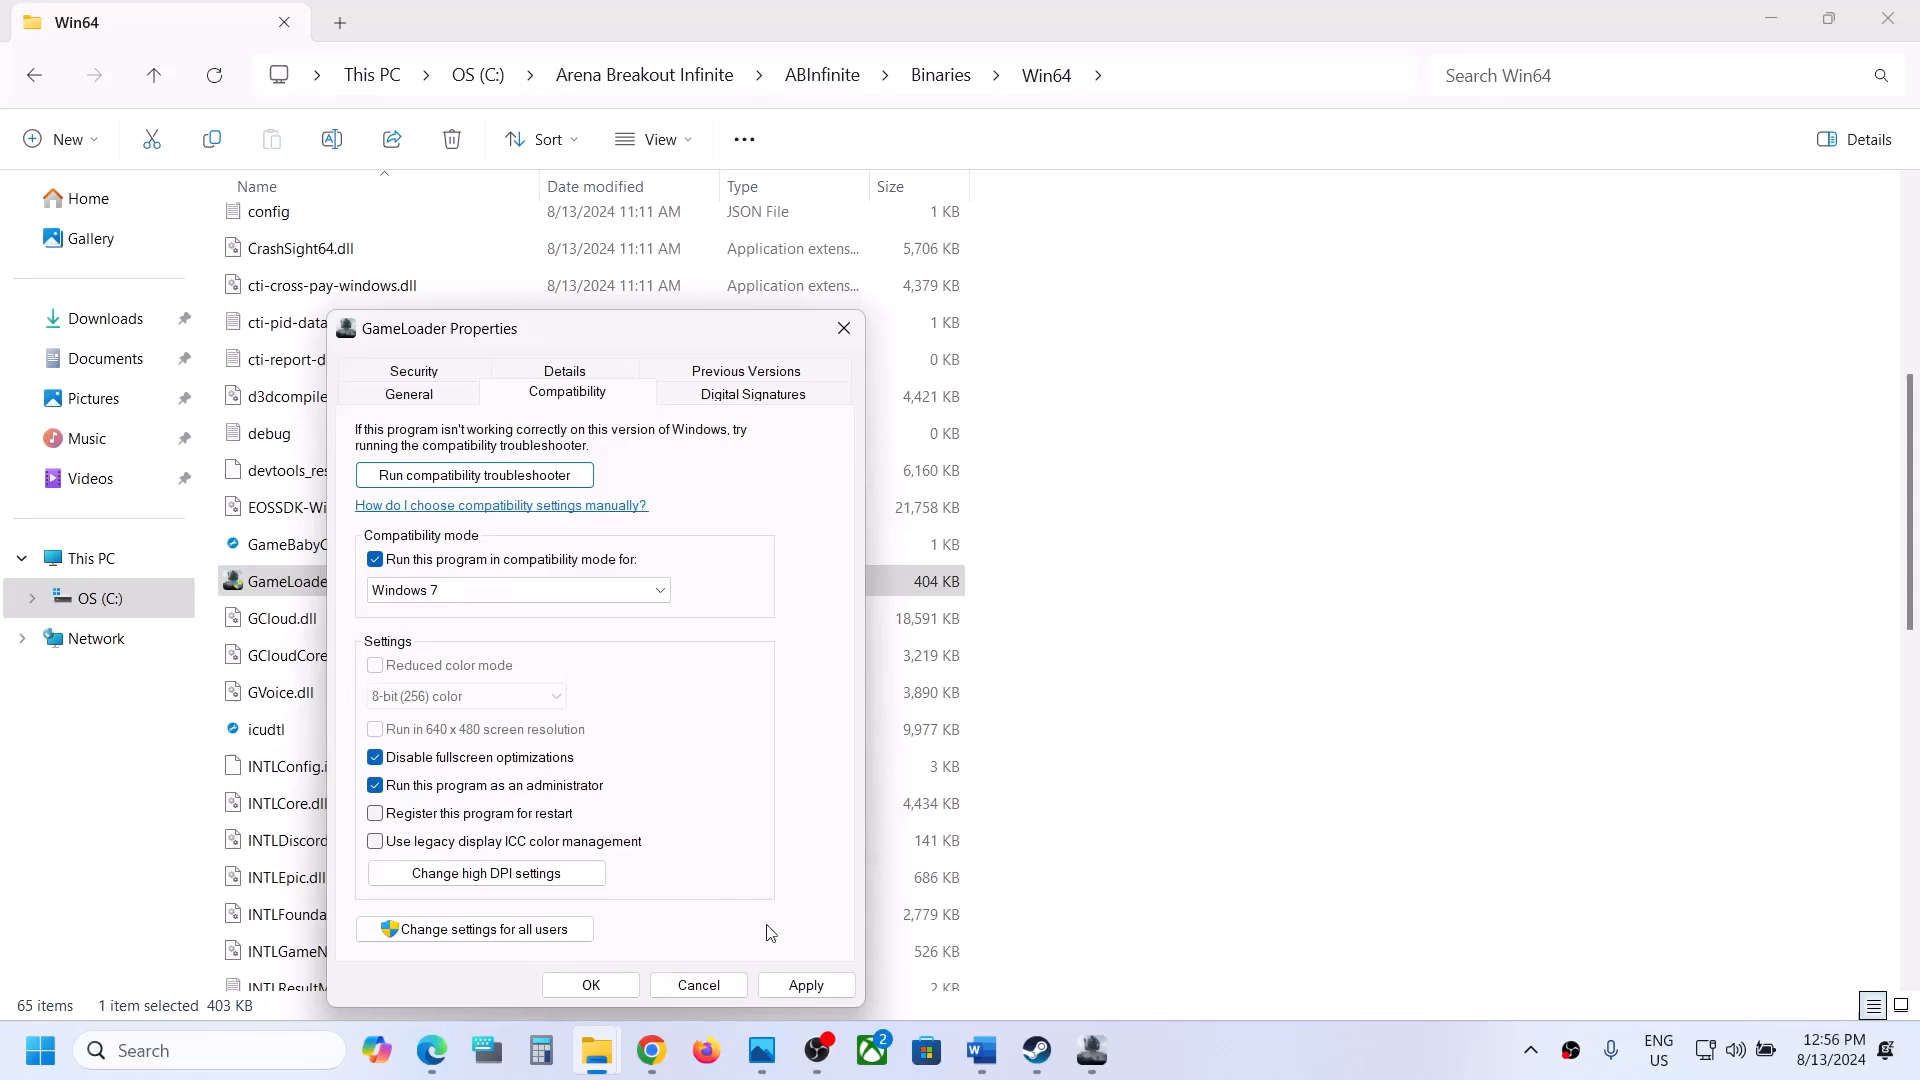 Win64
This PC
OS (C:)
Arena Breakout Infinite
ABInfinite
Binaries
Win64
Search Win64
New
Sort
View
Details
Name
Date modified
Type
Size
Home
Gallery
Downloads
Documents
Pictures
Music
Videos
This PC
OS (C:)
Network
config 8/13/2024 11:11 AM JSON File 1 KB
CrashSight64.dll 8/13/2024 11:11 AM Application extens... 5,706 KB
cti-cross-pay-windows.dll 8/13/2024 11:11 AM Application extens... 4,379 KB
cti-pid-data 1 KB
cti-report-d 0 KB
d3dcompile 4,421 KB
debug 0 KB
devtools_res 6,160 KB
EOSSDK-Wi 21,758 KB
GameBabyC 1 KB
GameLoade 404 KB
GCloud.dll 18,591 KB
GCloudCore 3,219 KB
GVoice.dll 3,890 KB
icudtl 9,977 KB
INTLConfig.i 3 KB
INTLCore.dll 4,434 KB
INTLDiscord 141 KB
INTLEpic.dll 686 KB
INTLFounda 2,779 KB
INTLGameN 526 KB
INTLResultM 2 KB
GameLoader Properties
Security
Details
Previous Versions
General
Compatibility
Digital Signatures
If this program isn't working correctly on this version of Windows, try
running the compatibility troubleshooter.
Run compatibility troubleshooter
How do I choose compatibility settings manually?
Compatibility mode
Run this program in compatibility mode for:
Windows 7
Settings
Reduced color mode
8-bit (256) color
Run in 640 x 480 screen resolution
Disable fullscreen optimizations
Run this program as an administrator
Register this program for restart
Use legacy display ICC color management
Change high DPI settings
Change settings for all users
OK
Cancel
Apply
65 items
1 item selected 403 KB
Search
2
ENG
US
12:56 PM
8/13/2024